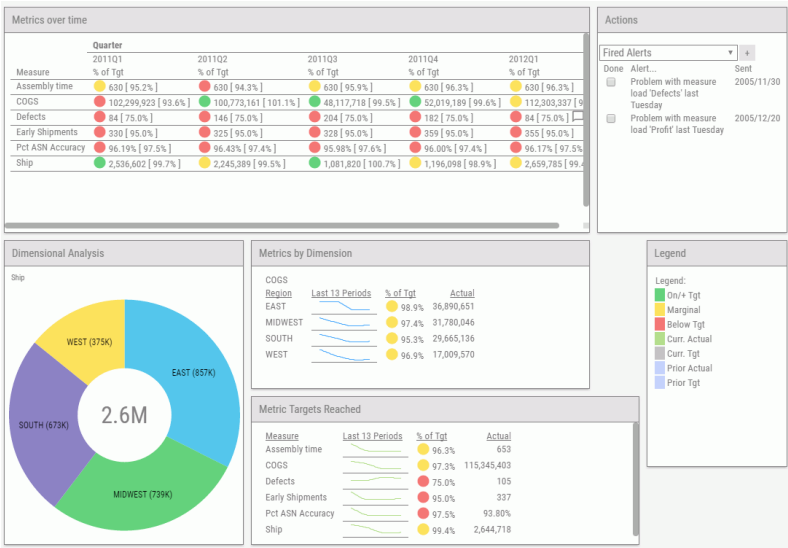 Metrics over time
Quarter
2011Q1 2011Q2 2011Q3 2011Q4 2012Q1
Measure % of Tgt % of Tgt % of Tgt % of Tgt % of Tgt
Assembly time 630 [ 95.2% ] 630 [ 94.3% ] 630 [ 95.9% ] 630 [ 96.3% ] 630 [ 96.3% ]
COGS 102,299,923 [ 93.6% ] 100,773,161 [ 101.1% ] 48,117,718 [ 99.5% ] 52,019,189 [ 99.6% ] 112,303,337 [ 9
Defects 84 [ 75.0% ] 146 [ 75.0% ] 204 [ 75.0% ] 182 [ 75.0% ] 84 [ 75.0% ]
Early Shipments 330 [ 95.0% ] 325 [ 95.0% ] 328 [ 95.0% ] 359 [ 95.0% ] 355 [ 95.0% ]
Pct ASN Accuracy 96.19% [ 97.5% ] 96.43% [ 97.4% ] 95.98% [ 97.6% ] 96.00% [ 97.4% ] 96.17% [ 97.5%
Ship 2,536,602 [ 99.7% ] 2,245,389 [ 99.5% ] 1,081,820 [ 100.7% ] 1,196,098 [ 98.9% ] 2,659,785 [ 99.4
Actions
Fired Alerts +
Done Alert... Sent
Problem with measure 2005/11/30
load 'Defects' last
Tuesday
Problem with measure 2005/12/20
load 'Profit' last Tuesday
Dimensional Analysis
Ship
WEST (375K)
EAST (857K)
2.6M
SOUTH (673K)
MIDWEST (739K)
Metrics by Dimension
COGS
Region Last 13 Periods % of Tgt Actual
EAST 98.9% 36,890,651
MIDWEST 97.4% 31,780,046
SOUTH 95.3% 29,665,136
WEST 96.9% 17,009,570
Metric Targets Reached
Measure Last 13 Periods % of Tgt Actual
Assembly time 96.3% 653
COGS 97.3% 115,345,403
Defects 75.0% 105
Early Shipments 95.0% 337
Pct ASN Accuracy 97.5% 93.80%
Ship 99.4% 2,644,718
Legend
Legend:
On/+ Tgt
Marginal
Below Tgt
Curr. Actual
Curr. Tgt
Prior Actual
Prior Tgt